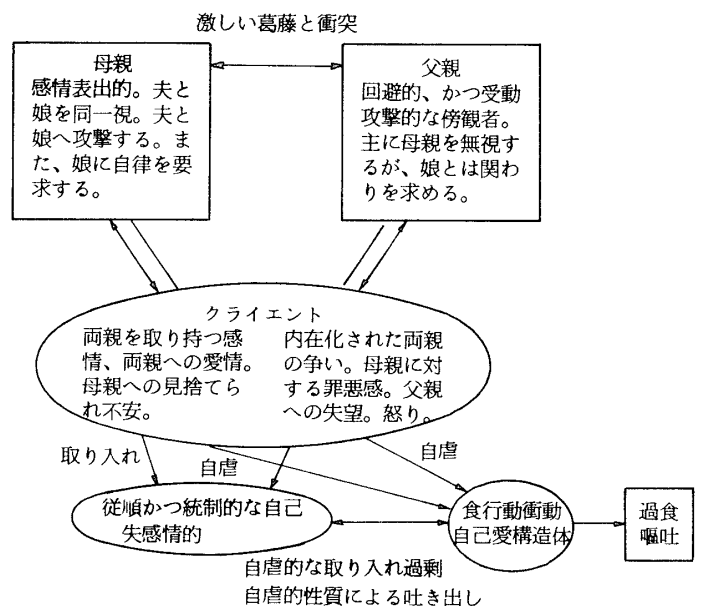 激しい葛藤と衝突
母親
感情表出的。夫と
娘を同一視。夫と
娘へ攻撃する。ま
た、娘に自律を要
求する。
父親
回避的、かつ受動
攻撃的な傍観者。
主に母親を無視す
るが、娘とは関わ
りを求める。
クライエント
両親を取り持つ感
情、両親への愛情。
母親への見捨てら
れ不安。
内在化された両親
の争い。母親に対
する罪悪感。父親
への失望。怒り。
取り入れ
自虐
自虐
従順かつ統制的な自己
失感情的
食行動衝動
自己愛構造体
過食
嘔吐
自虐的な取り入れ過剰
自虐的性質による吐き出し